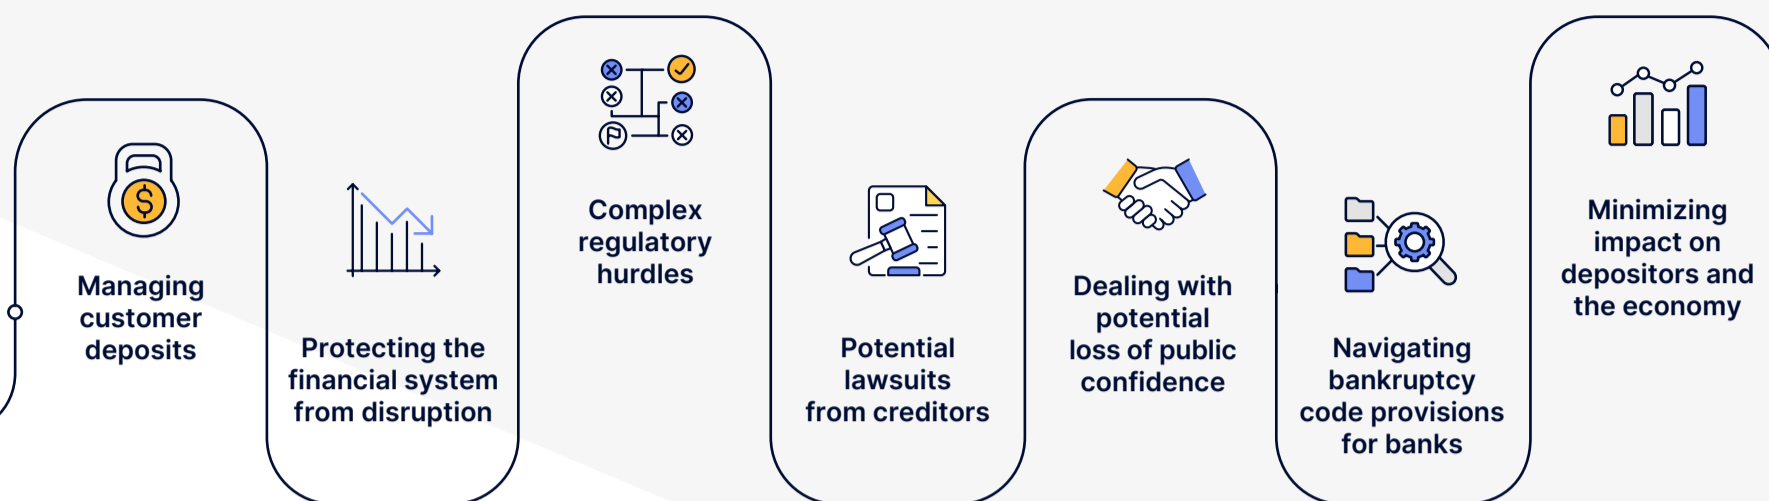 Managing
customer
deposits
Protecting the
financial system
from disruption
Complex
regulatory
hurdles
Potential
lawsuits
from creditors
Dealing with
potential
loss of public
confidence
Navigating
bankruptcy
code provisions
for banks
Minimizing
impact on
depositors and
the economy